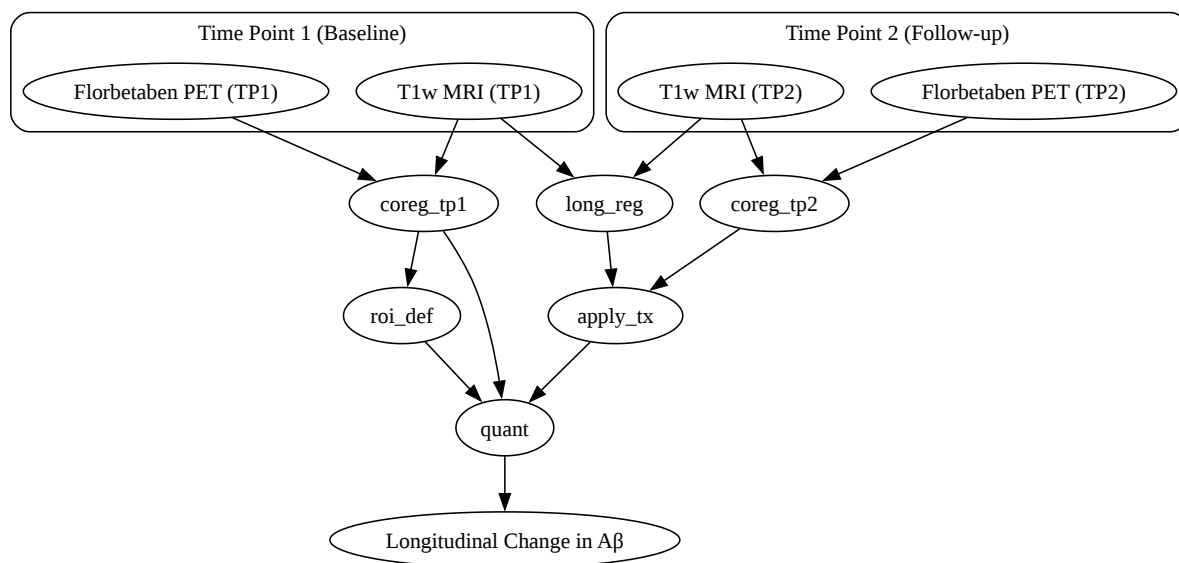 Time Point 1 (Baseline)
Time Point 2 (Follow-up)
Florbetaben PET (TP1)
T1w MRI (TP1)
T1w MRI (TP2)
Florbetaben PET (TP2)
coreg_tp1
long_reg
coreg_tp2
roi_def
apply_tx
quant
Longitudinal Change in Aβ